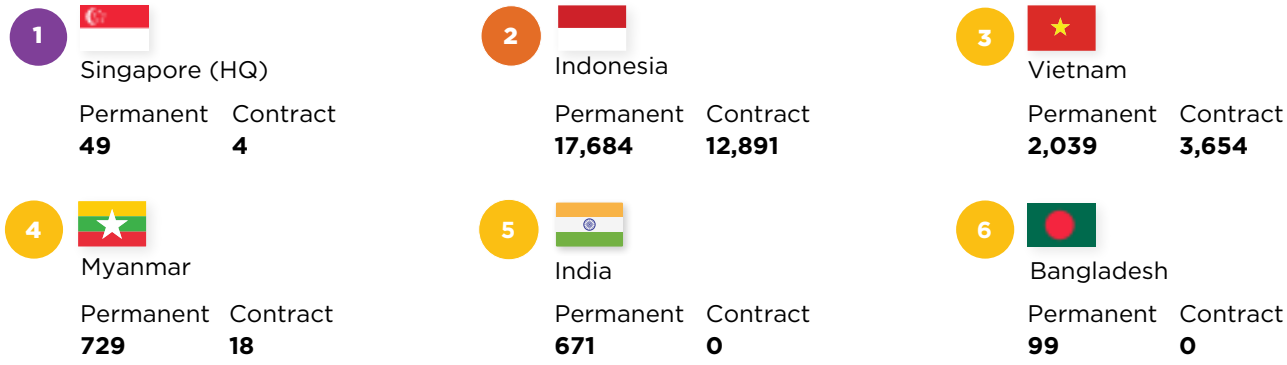 1
Singapore (HQ)
Permanent Contract
49 4
2
Indonesia
Permanent Contract
17,684 12,891
3
Vietnam
Permanent Contract
2,039 3,654
4
Myanmar
Permanent Contract
729 18
5
India
Permanent Contract
671 0
6
Bangladesh
Permanent Contract
99 0